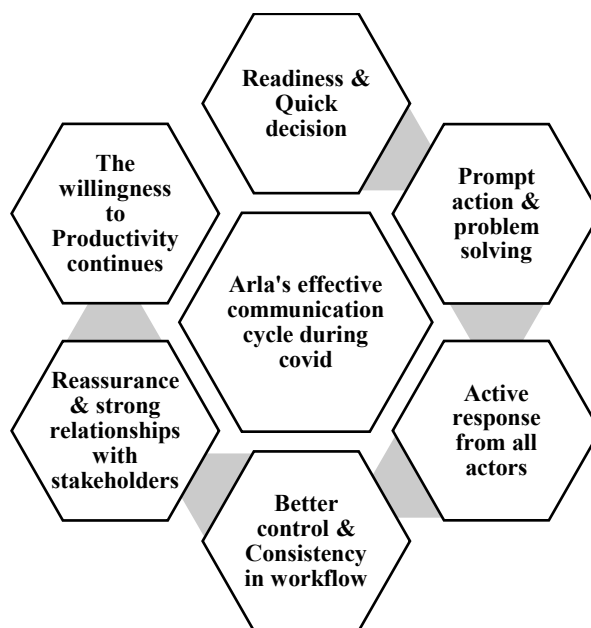 Readiness &
Quick
decision
Prompt
action &
problem
solving
Active
response
from all
actors
Better
control &
Consistency
in workflow
Reassurance
& strong
relationships
with
stakeholders
The
willingness
to
Productivity
continues
Arla's effective
communication
cycle during
covid